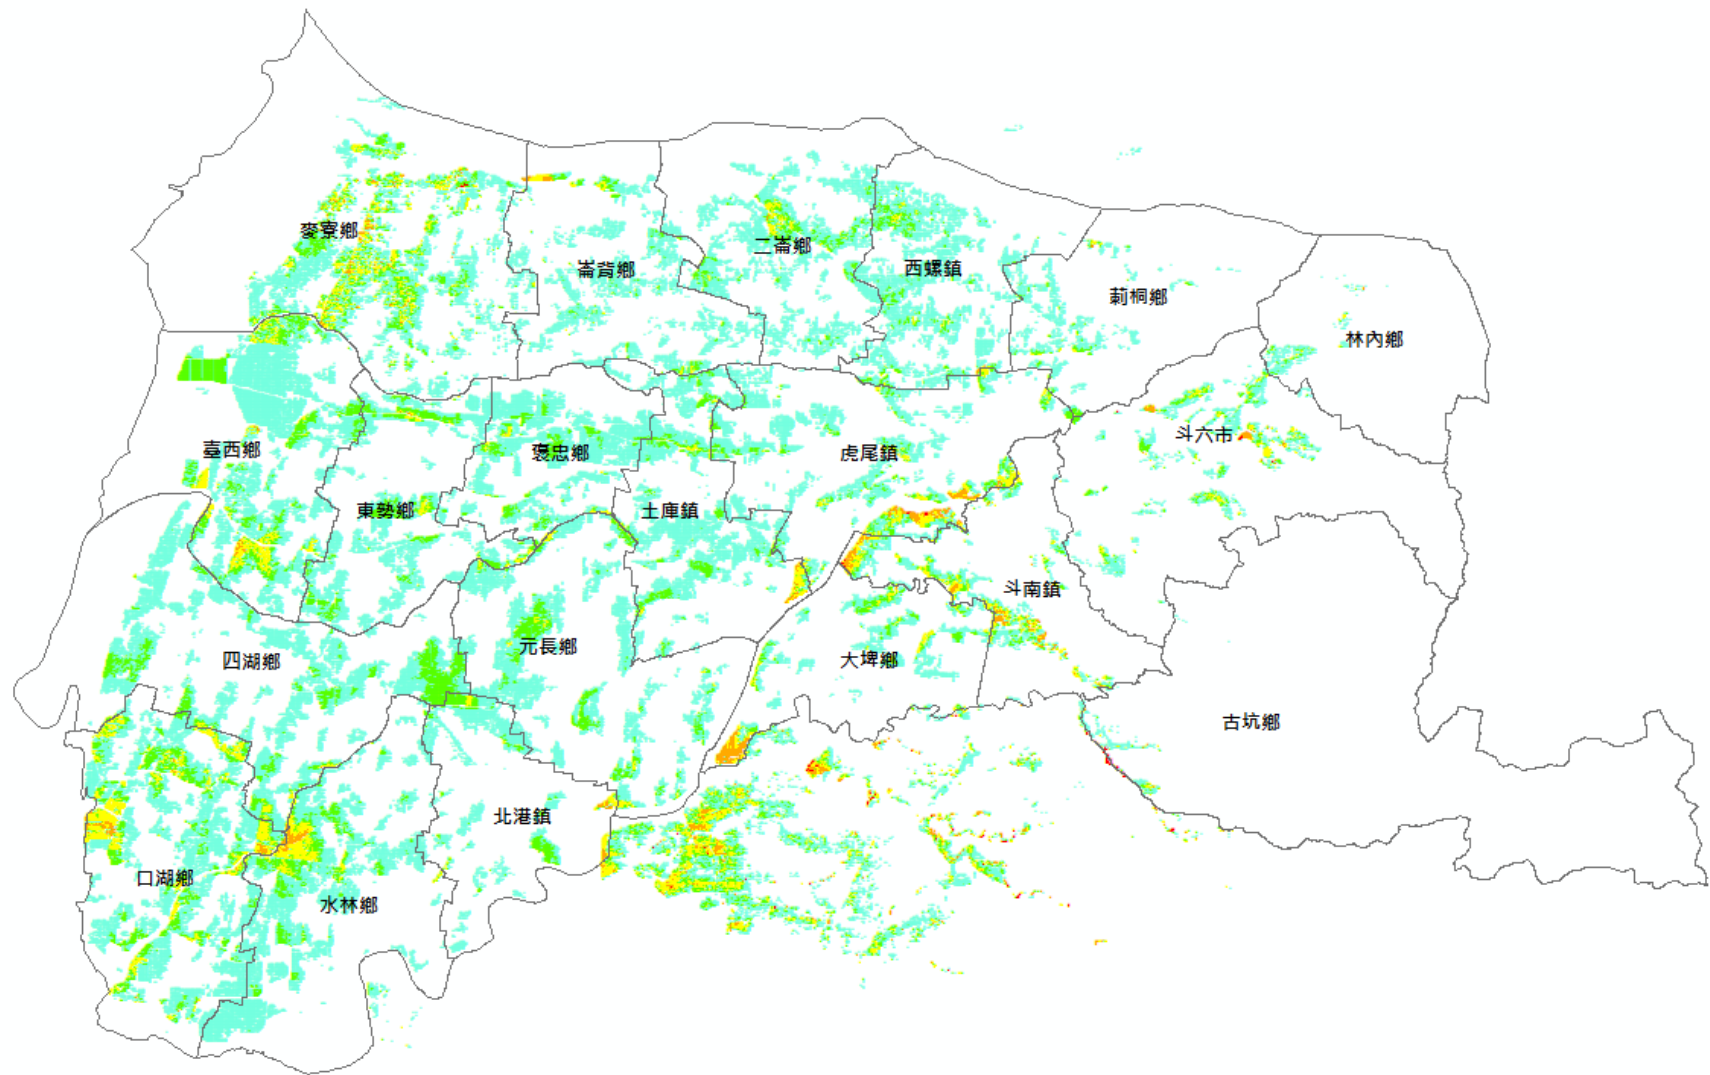 麥寮鄉
崙背鄉
二崙鄉
西螺鎮
莿桐鄉
林內鄉
臺西鄉
東勢鄉
褒忠鄉
土庫鎮
虎尾鎮
斗六市
斗南鎮
四湖鄉
元長鄉
大埤鄉
古坑鄉
口湖鄉
水林鄉
北港鎮